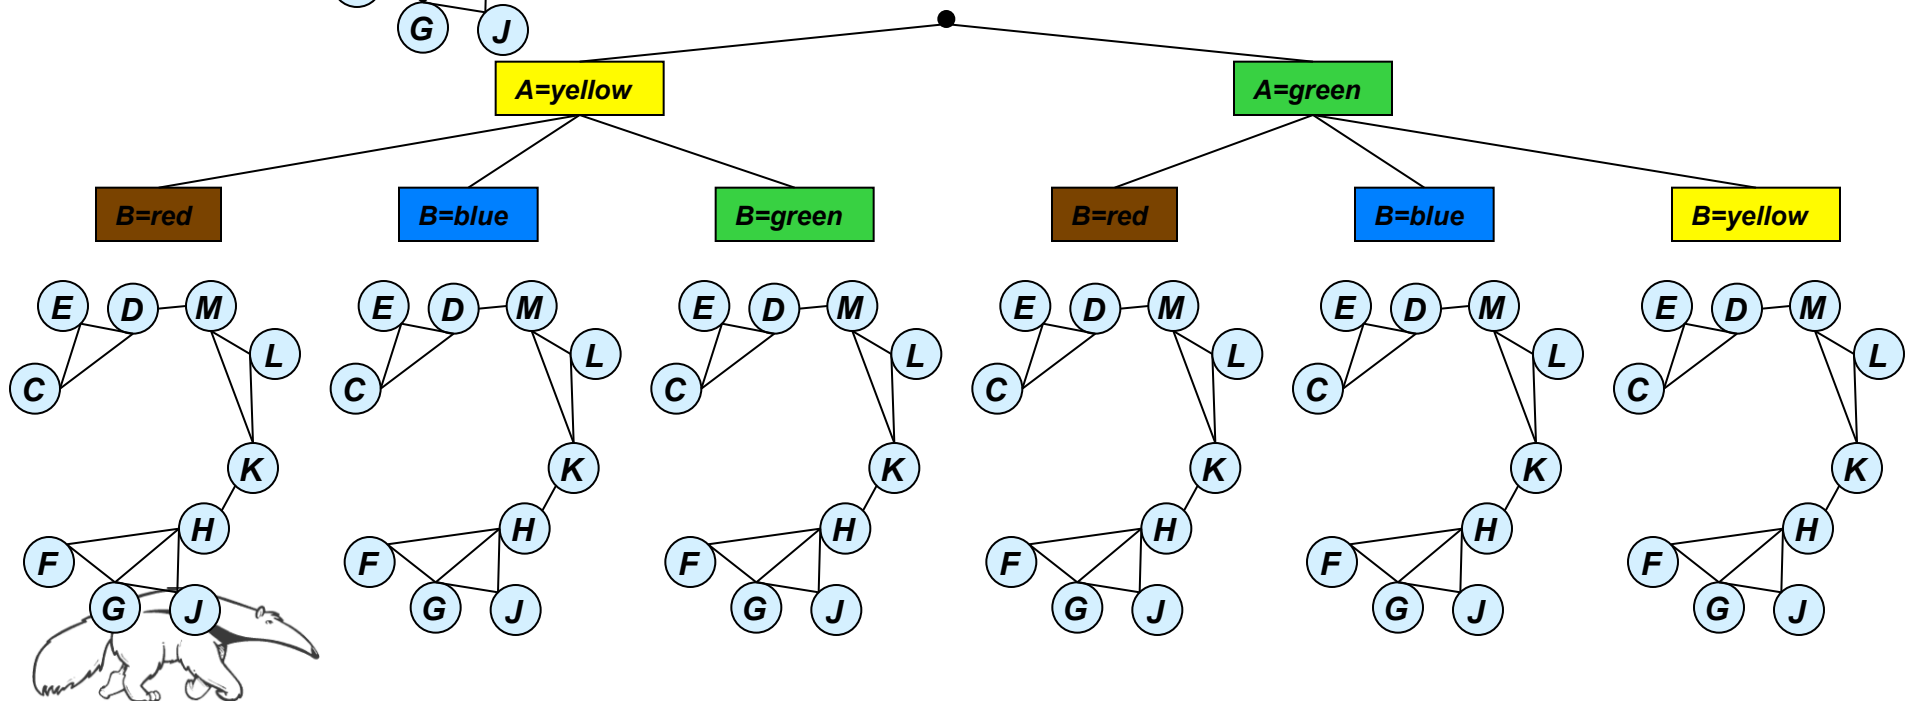 G J
A=yellow A=green
B=red B=blue B=green B=red B=blue B=yellow
E D M E D M E D M E D M E D M E D M
L L L L L L
C C C C C C
K K K K K K
H H H H H H
F F F F F F
G J G J G J G J G J G J